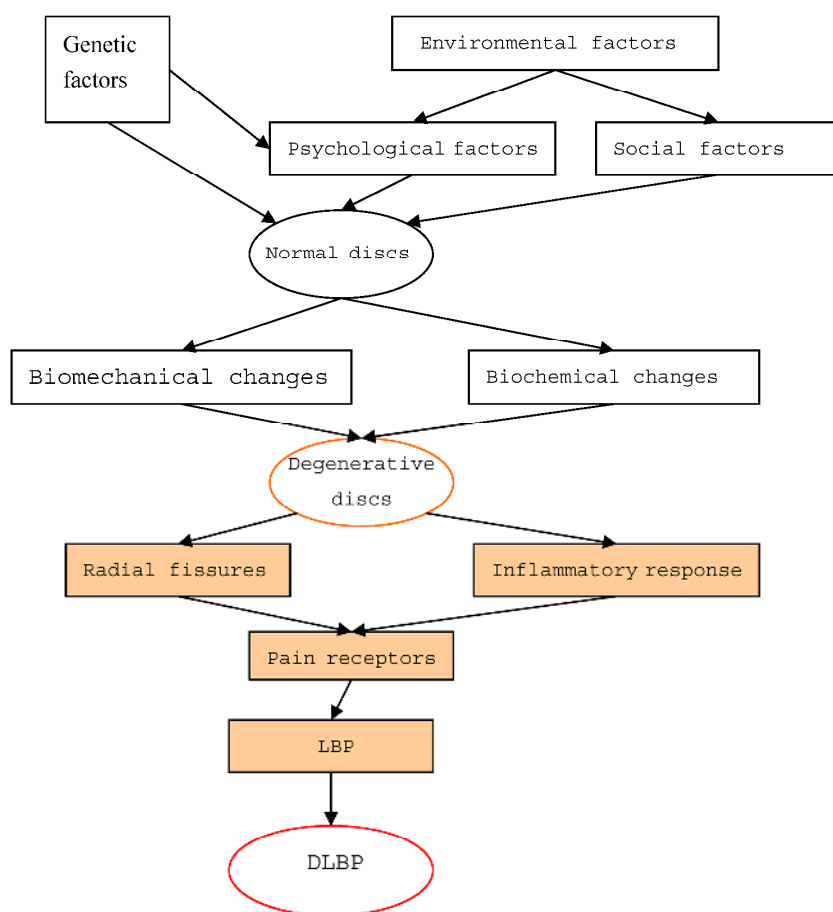 Genetic
factors
Environmental factors
Psychological factors
Social factors
Normal discs
Biomechanical changes
Biochemical changes
Degenerative
discs
Radial fissures
Inflammatory response
Pain receptors
LBP
DLBP